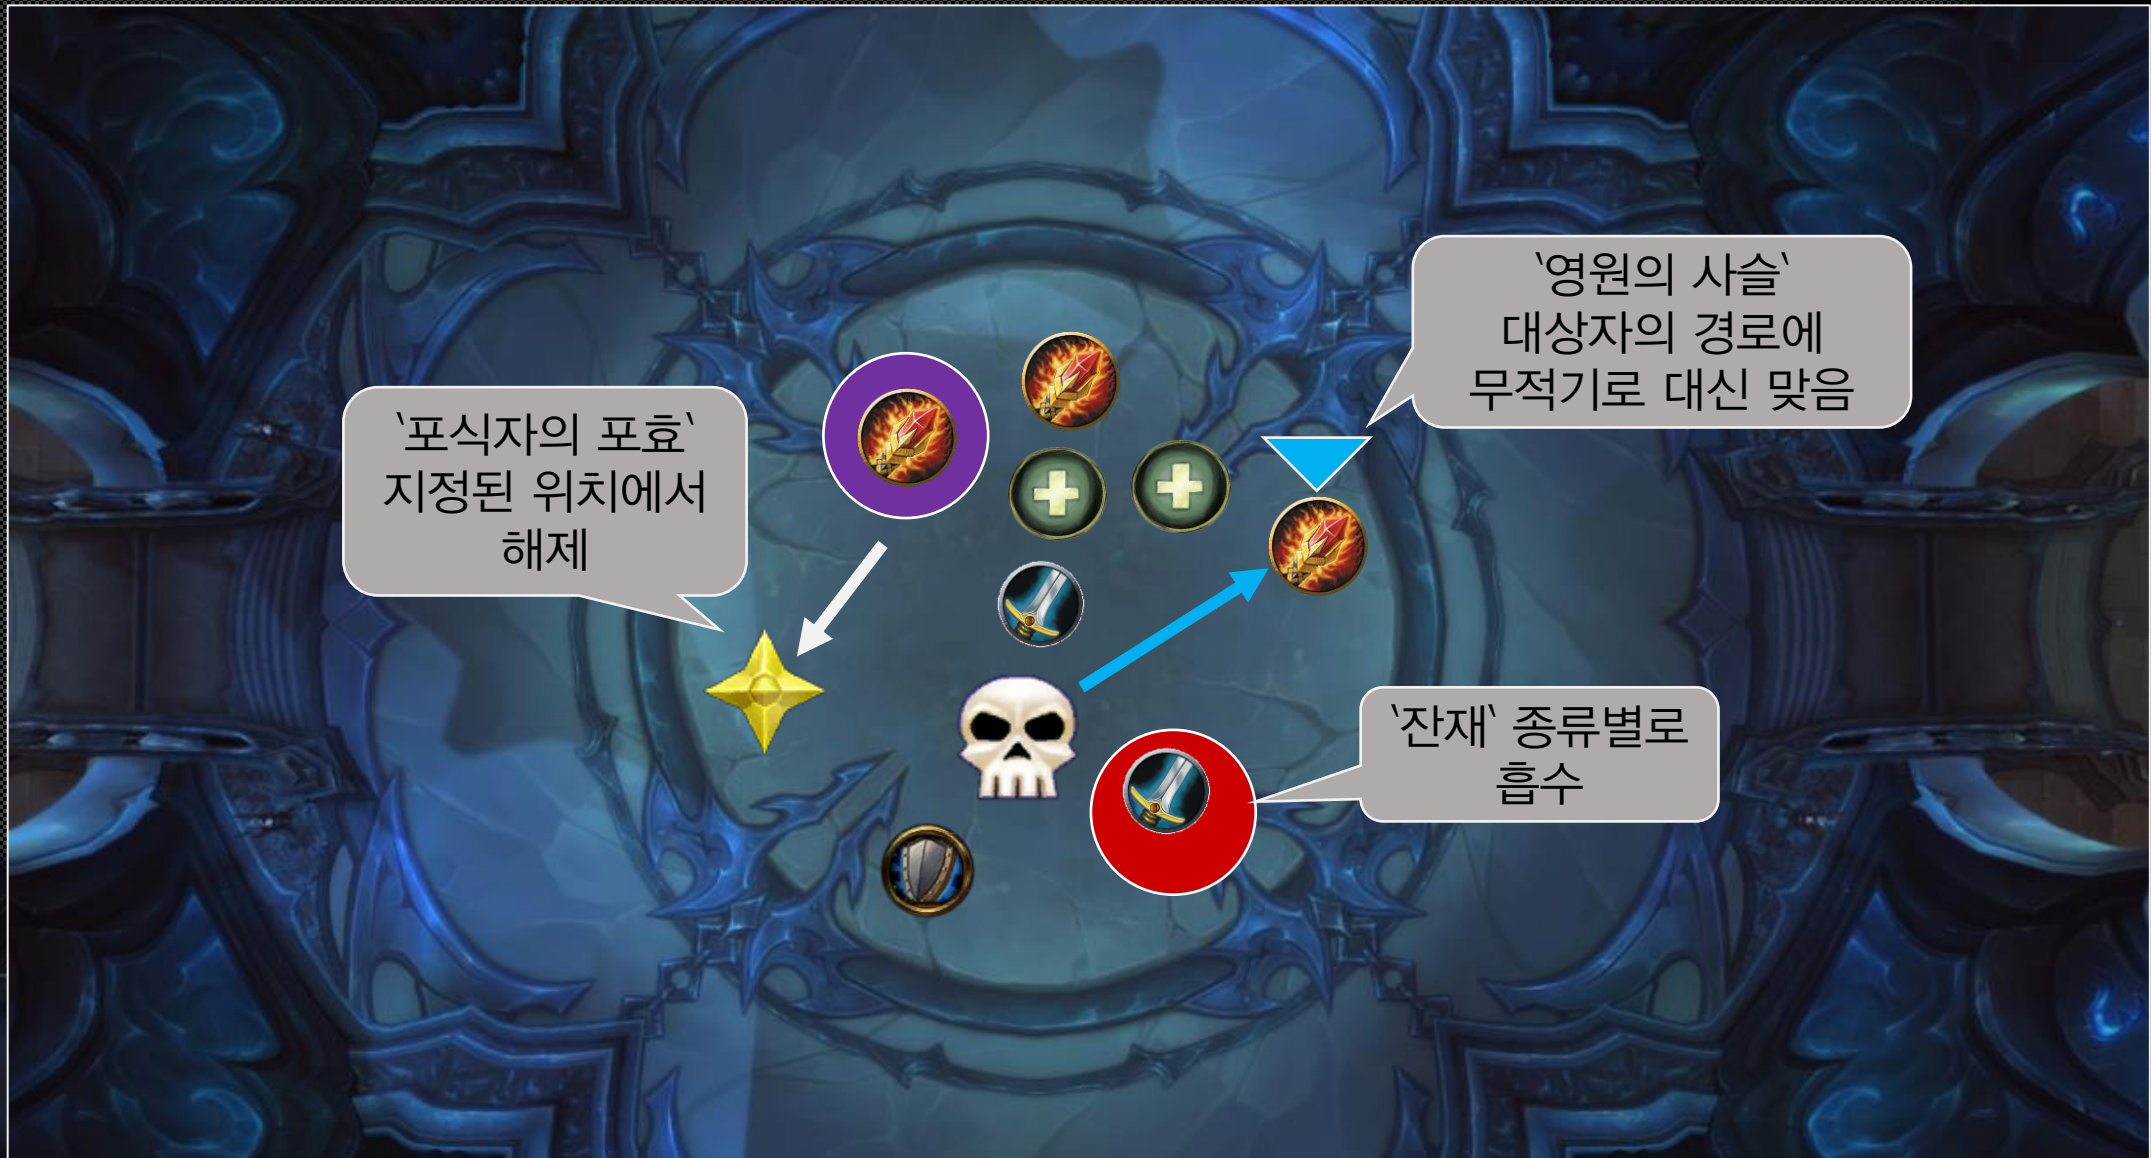 `포식자의 포효`
지정된 위치에서
해제
`영원의 사슬`
대상자의 경로에
무적기로 대신 맞음
`잔재` 종류별로
흡수